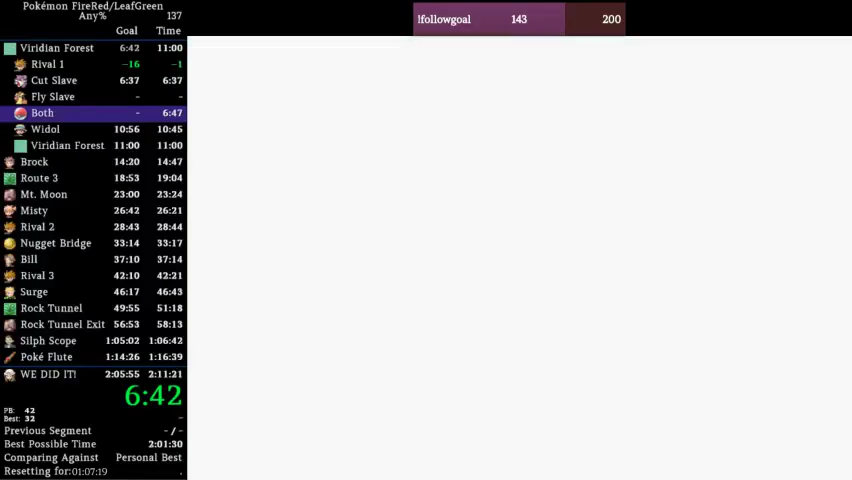 Pokémon FireRed/LeafGreen
Any% 137
Goal Time
Viridian Forest 6:42 11:00
Rival 1 −16 −1
Cut Slave 6:37 6:37
Fly Slave - -
Both - 6:47
Widol 10:56 10:45
Viridian Forest 11:00 11:00
Brock 14:20 14:47
Route 3 18:53 19:04
Mt. Moon 23:00 23:24
Misty 26:42 26:21
Rival 2 28:43 28:44
Nugget Bridge 33:14 33:17
Bill 37:10 37:14
Rival 3 42:10 42:21
Surge 46:17 46:43
Rock Tunnel 49:55 51:18
Rock Tunnel Exit 56:53 58:13
Silph Scope 1:05:02 1:06:42
Poké Flute 1:14:26 1:16:39
WE DID IT! 2:05:55 2:11:21
6:42
PB: 42
Best: 32 -
Previous Segment - / -
Best Possible Time 2:01:30
Comparing Against Personal Best
Resetting for: 01:07:19 .
!followgoal 143 200